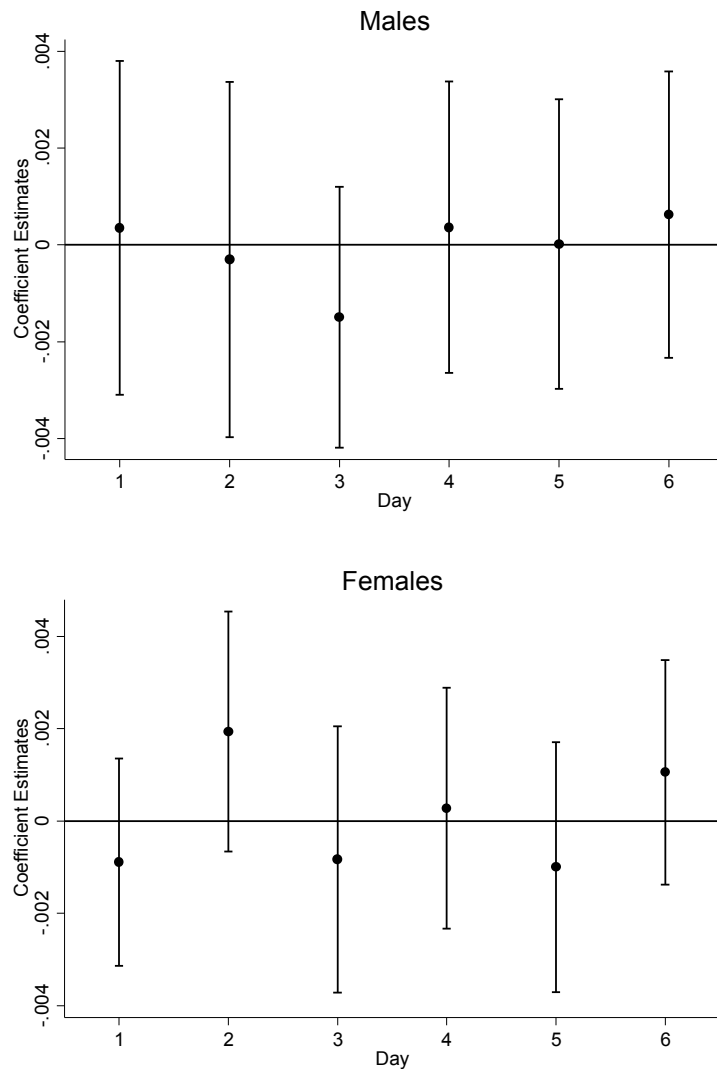 Males
Coefficient Estimates
.004
.002
0
-.002
-.004
1 2 3 4 5 6
Day
Females
Coefficient Estimates
.004
.002
0
-.002
-.004
1 2 3 4 5 6
Day